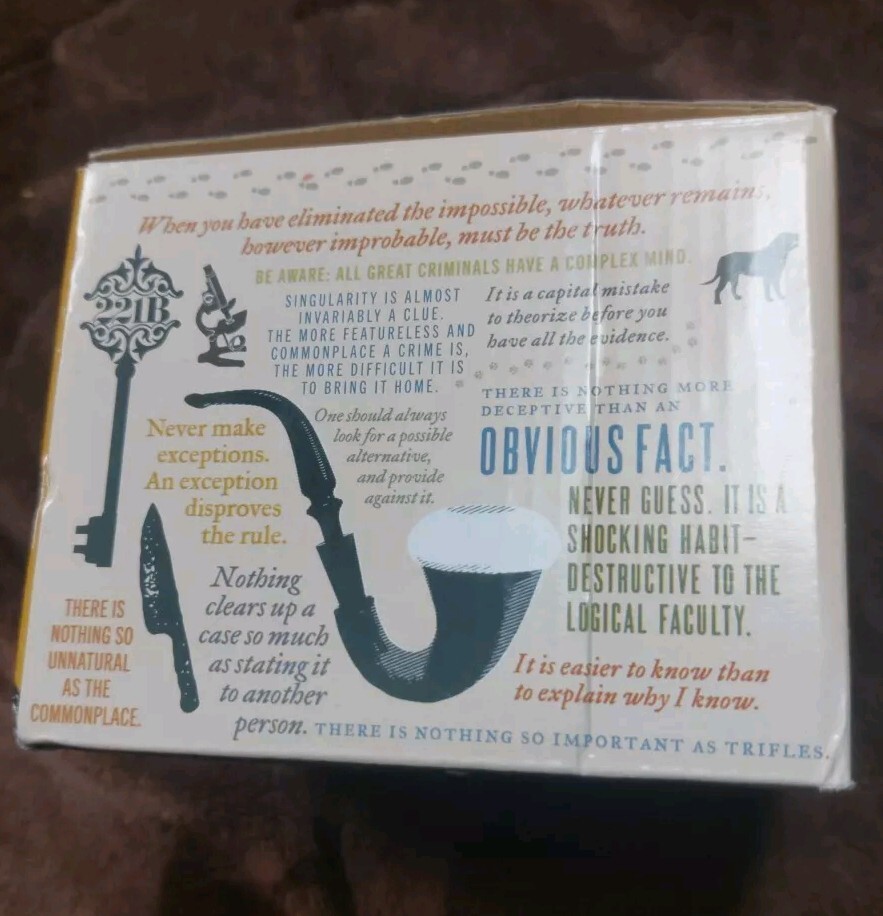 When you have eliminated the impossible, whatever remains,
however improbable, must be the truth.
BE AWARE: ALL GREAT CRIMINALS HAVE A COMPLEX MIND.
221B
SINGULARITY IS ALMOST
INVARIABLY A CLUE.
THE MORE FEATURELESS AND
COMMONPLACE A CRIME IS,
THE MORE DIFFICULT IT IS
TO BRING IT HOME.
It is a capital mistake
to theorize before you
have all the evidence.
THERE IS NOTHING MORE
DECEPTIVE THAN AN
OBVIOUS FACT.
Never make
exceptions.
An exception
disproves
the rule.
One should always
look for a possible
alternative,
and provide
against it.
NEVER GUESS. IT IS A
SHOCKING HABIT–
DESTRUCTIVE TO THE
LOGICAL FACULTY.
THERE IS
NOTHING SO
UNNATURAL
AS THE
COMMONPLACE.
Nothing
clears up a
case so much
as stating it
to another
person.
It is easier to know than
to explain why I know.
THERE IS NOTHING SO IMPORTANT AS TRIFLES.